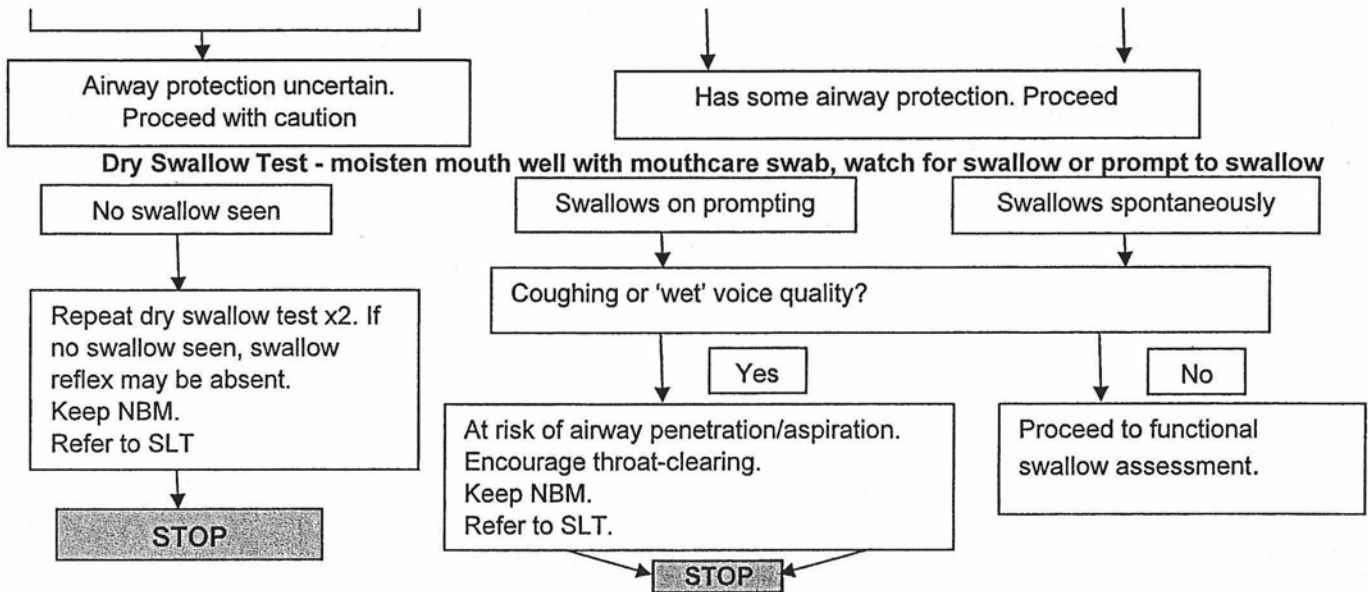 Airway protection uncertain.
Proceed with caution
Has some airway protection. Proceed
Dry Swallow Test - moisten mouth well with mouthcare swab, watch for swallow or prompt to swallow
No swallow seen
Swallows on prompting
Swallows spontaneously
Coughing or 'wet' voice quality?
Repeat dry swallow test x2. If
no swallow seen, swallow
reflex may be absent.
Keep NBM.
Refer to SLT
Yes
No
At risk of airway penetration/aspiration.
Encourage throat-clearing.
Keep NBM.
Refer to SLT.
Proceed to functional
swallow assessment.
STOP
STOP